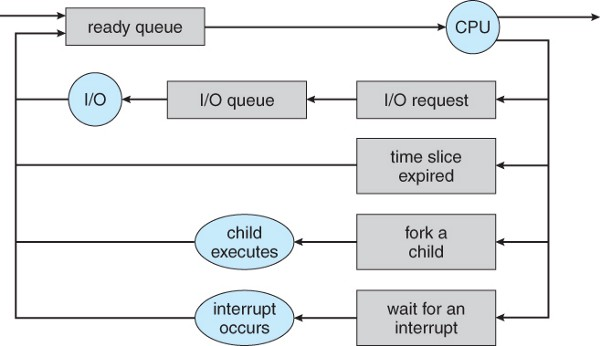 ready queue
CPU
I/O
I/O queue
I/O request
time slice
expired
child
executes
fork a
child
interrupt
occurs
wait for an
interrupt